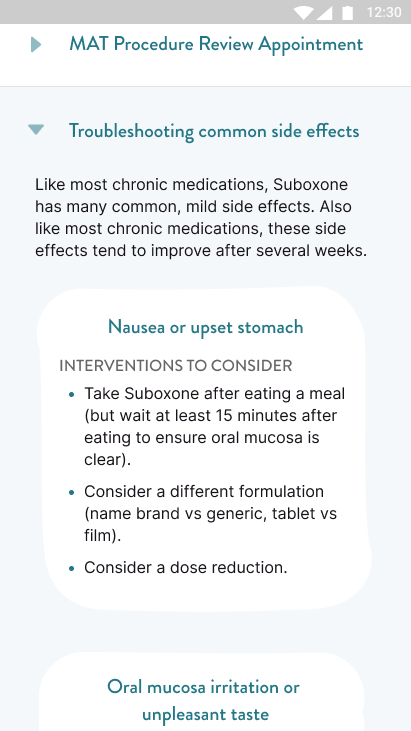 12:30
MAT Procedure Review Appointment
Troubleshooting common side effects
Like most chronic medications, Suboxone
has many common, mild side effects. Also
like most chronic medications, these side
effects tend to improve after several weeks.
Nausea or upset stomach
INTERVENTIONS TO CONSIDER
• Take Suboxone after eating a meal
(but wait at least 15 minutes after
eating to ensure oral mucosa is
clear).
• Consider a different formulation
(name brand vs generic, tablet vs
film).
• Consider a dose reduction.
Oral mucosa irritation or
unpleasant taste